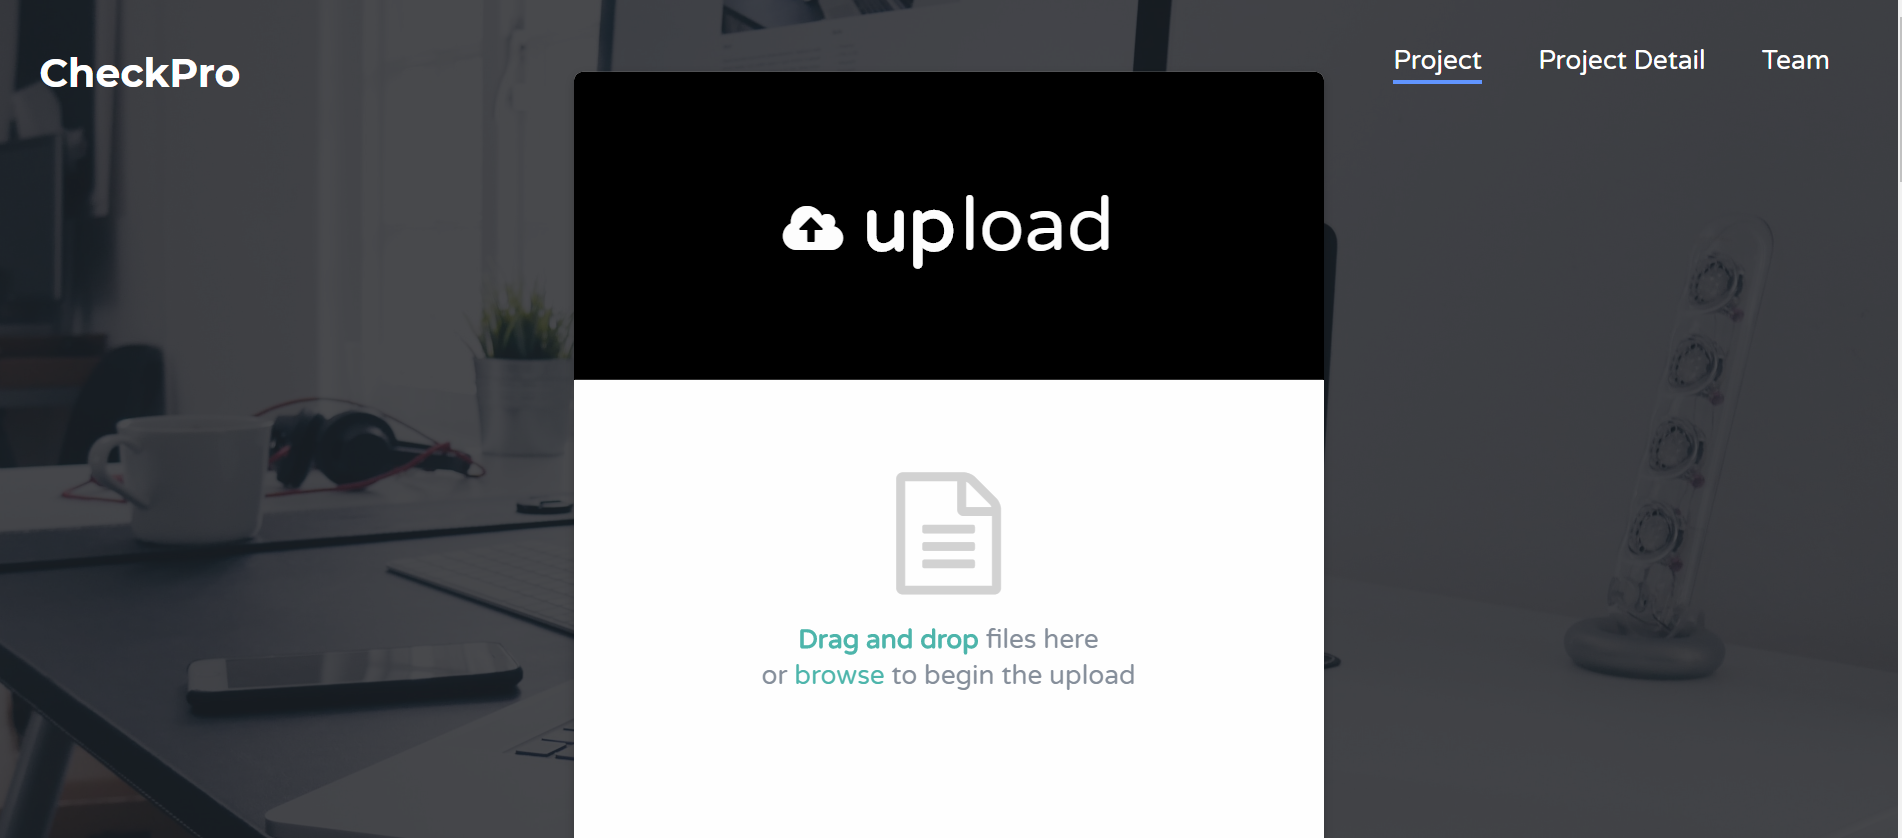 CheckPro
Project
Project Detail
Team
upload
Drag and drop files here
or browse to begin the upload